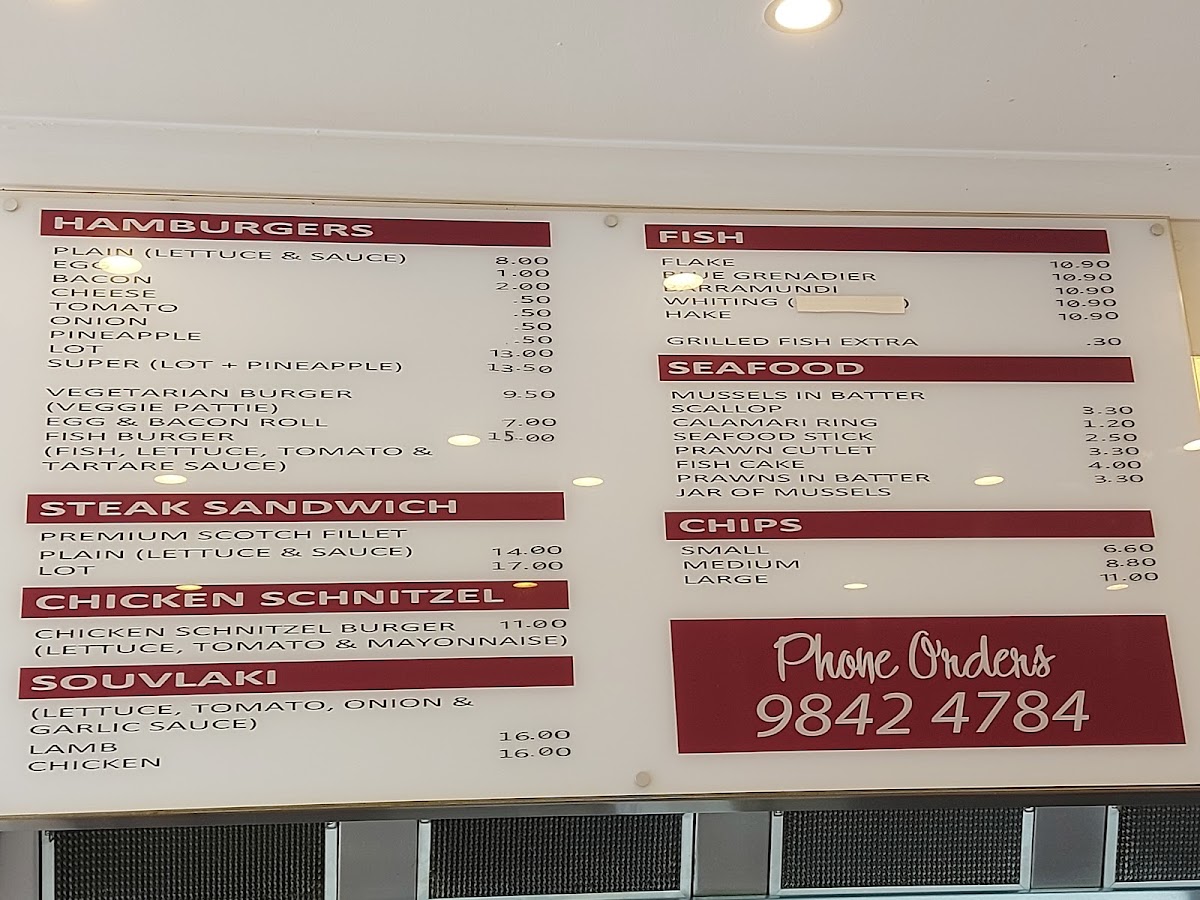 HAMBURGERS
PLAIN (LETTUCE & SAUCE) 8.00
EGG 1.00
BACON 2.00
CHEESE .50
TOMATO .50
ONION .50
PINEAPPLE .50
LOT 13.00
SUPER (LOT + PINEAPPLE) 13.50
VEGETARIAN BURGER 9.50
(VEGGIE PATTIE)
EGG & BACON ROLL 7.00
FISH BURGER 15.00
(FISH, LETTUCE, TOMATO &
TARTARE SAUCE)
STEAK SANDWICH
PREMIUM SCOTCH FILLET
PLAIN (LETTUCE & SAUCE) 14.00
LOT 17.00
CHICKEN SCHNITZEL
CHICKEN SCHNITZEL BURGER 11.00
(LETTUCE, TOMATO & MAYONNAISE)
SOUVLAKI
(LETTUCE, TOMATO, ONION &
GARLIC SAUCE)
LAMB 16.00
CHICKEN 16.00
FISH
FLAKE 10.90
BLUE GRENADIER 10.90
BARRAMUNDI 10.90
WHITING ( ) 10.90
HAKE 10.90
GRILLED FISH EXTRA .30
SEAFOOD
MUSSELS IN BATTER
SCALLOP 3.30
CALAMARI RING 1.20
SEAFOOD STICK 2.50
PRAWN CUTLET 3.30
FISH CAKE 4.00
PRAWNS IN BATTER 3.30
JAR OF MUSSELS
CHIPS
SMALL 6.60
MEDIUM 8.80
LARGE 11.00
Phone Orders
9842 4784